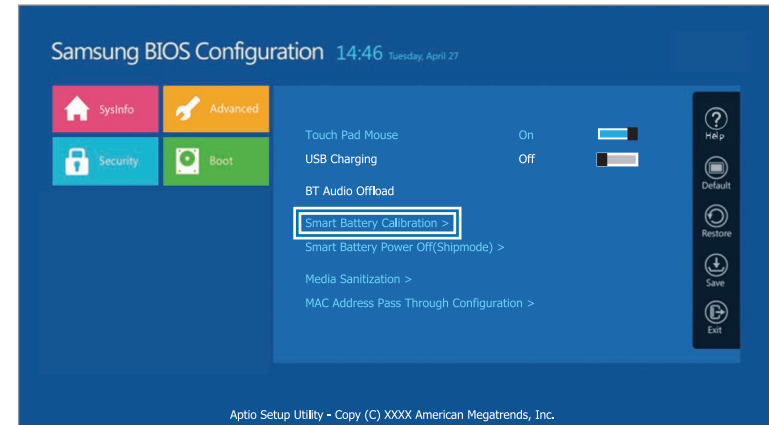 Samsung BIOS Configuration 14:46 Tuesday, April 27
SysInfo
Advanced
Security
Boot
Touch Pad Mouse On
USB Charging Off
BT Audio Offload
Smart Battery Calibration >
Smart Battery Power Off(Shipmode) >
Media Sanitization >
MAC Address Pass Through Configuration >
Help
Default
Restore
Save
Exit
Aptio Setup Utility - Copy (C) XXXX American Megatrends, Inc.